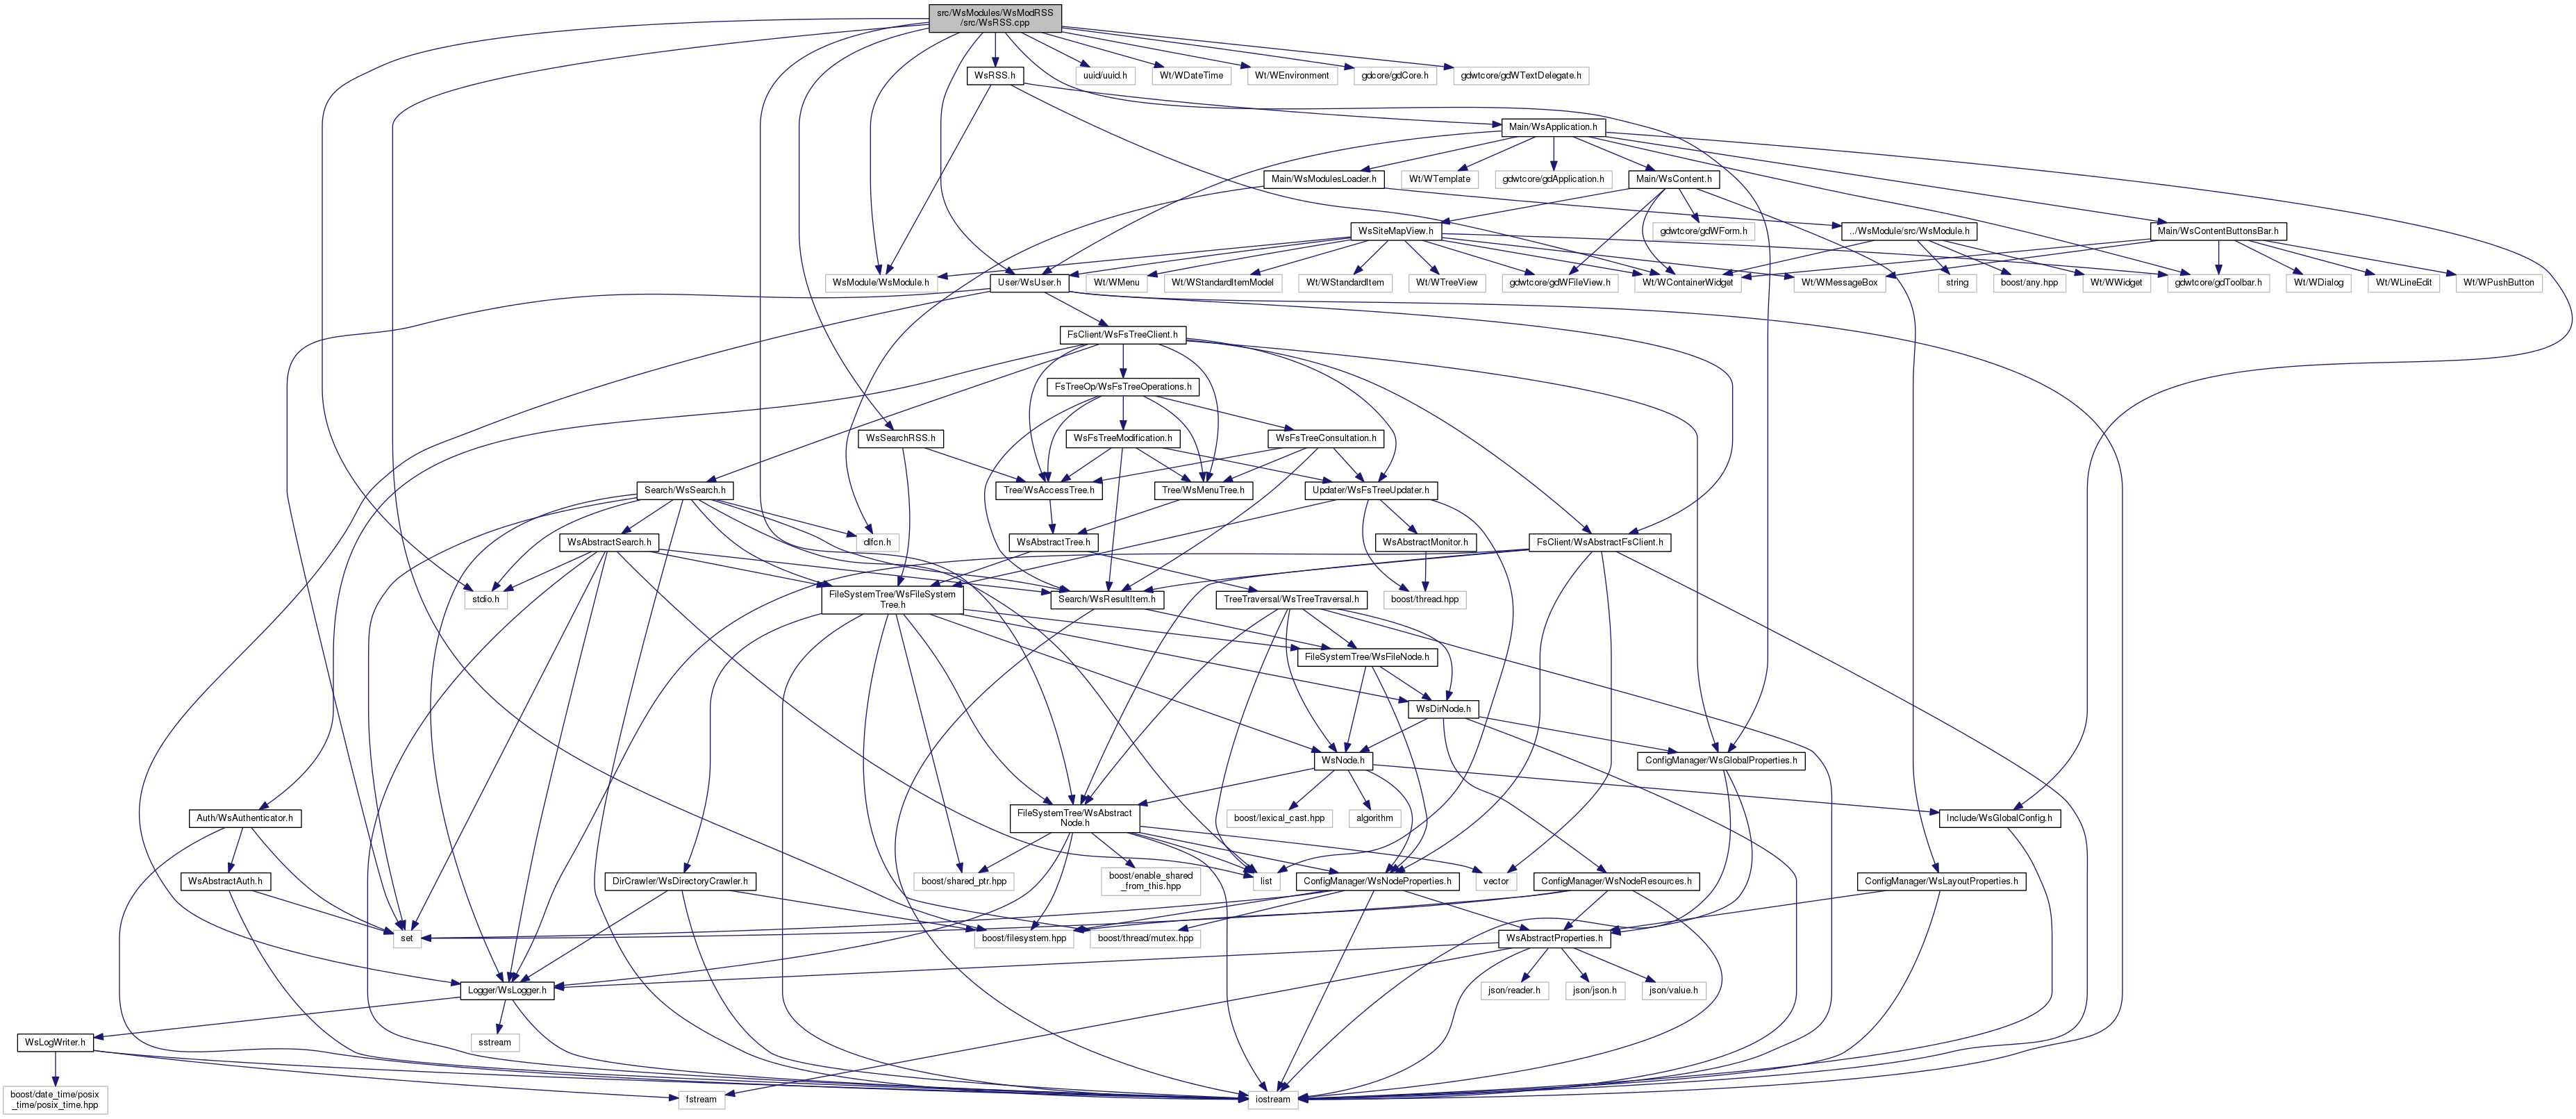 src/WsModules/WsModRSS
/src/WsRSS.cpp
WsRSS.h
uuid/uuid.h
Wt/WDateTime
Wt/WEnvironment
gdcore/gdCore.h
gdwtcore/gdWTextDelegate.h
Main/WsApplication.h
Main/WsModulesLoader.h
Wt/WTemplate
gdwtcore/gdApplication.h
Main/WsContent.h
WsSiteMapView.h
gdwtcore/gdWForm.h
../WsModule/src/WsModule.h
Main/WsContentButtonsBar.h
WsModule/WsModule.h
User/WsUser.h
Wt/WMenu
Wt/WStandardItemModel
Wt/WStandardItem
Wt/WTreeView
gdwtcore/gdWFileView.h
Wt/WContainerWidget
Wt/WMessageBox
string
boost/any.hpp
Wt/WWidget
gdwtcore/gdToolbar.h
Wt/WDialog
Wt/WLineEdit
Wt/WPushButton
FsClient/WsFsTreeClient.h
FsTreeOp/WsFsTreeOperations.h
WsSearchRSS.h
WsFsTreeModification.h
WsFsTreeConsultation.h
Search/WsSearch.h
Tree/WsAccessTree.h
Tree/WsMenuTree.h
Updater/WsFsTreeUpdater.h
WsAbstractSearch.h
dlfcn.h
WsAbstractTree.h
WsAbstractMonitor.h
FsClient/WsAbstractFsClient.h
stdio.h
FileSystemTree/WsFileSystem
Tree.h
Search/WsResultItem.h
TreeTraversal/WsTreeTraversal.h
boost/thread.hpp
FileSystemTree/WsFileNode.h
WsDirNode.h
WsNode.h
ConfigManager/WsGlobalProperties.h
Auth/WsAuthenticator.h
FileSystemTree/WsAbstract
Node.h
boost/lexical_cast.hpp
algorithm
Include/WsGlobalConfig.h
WsAbstractAuth.h
DirCrawler/WsDirectoryCrawler.h
boost/shared_ptr.hpp
boost/enable_shared
_from_this.hpp
list
ConfigManager/WsNodeProperties.h
vector
ConfigManager/WsNodeResources.h
ConfigManager/WsLayoutProperties.h
set
boost/filesystem.hpp
boost/thread/mutex.hpp
WsAbstractProperties.h
Logger/WsLogger.h
json/reader.h
json/json.h
json/value.h
WsLogWriter.h
sstream
boost/date_time/posix
_time/posix_time.hpp
fstream
iostream